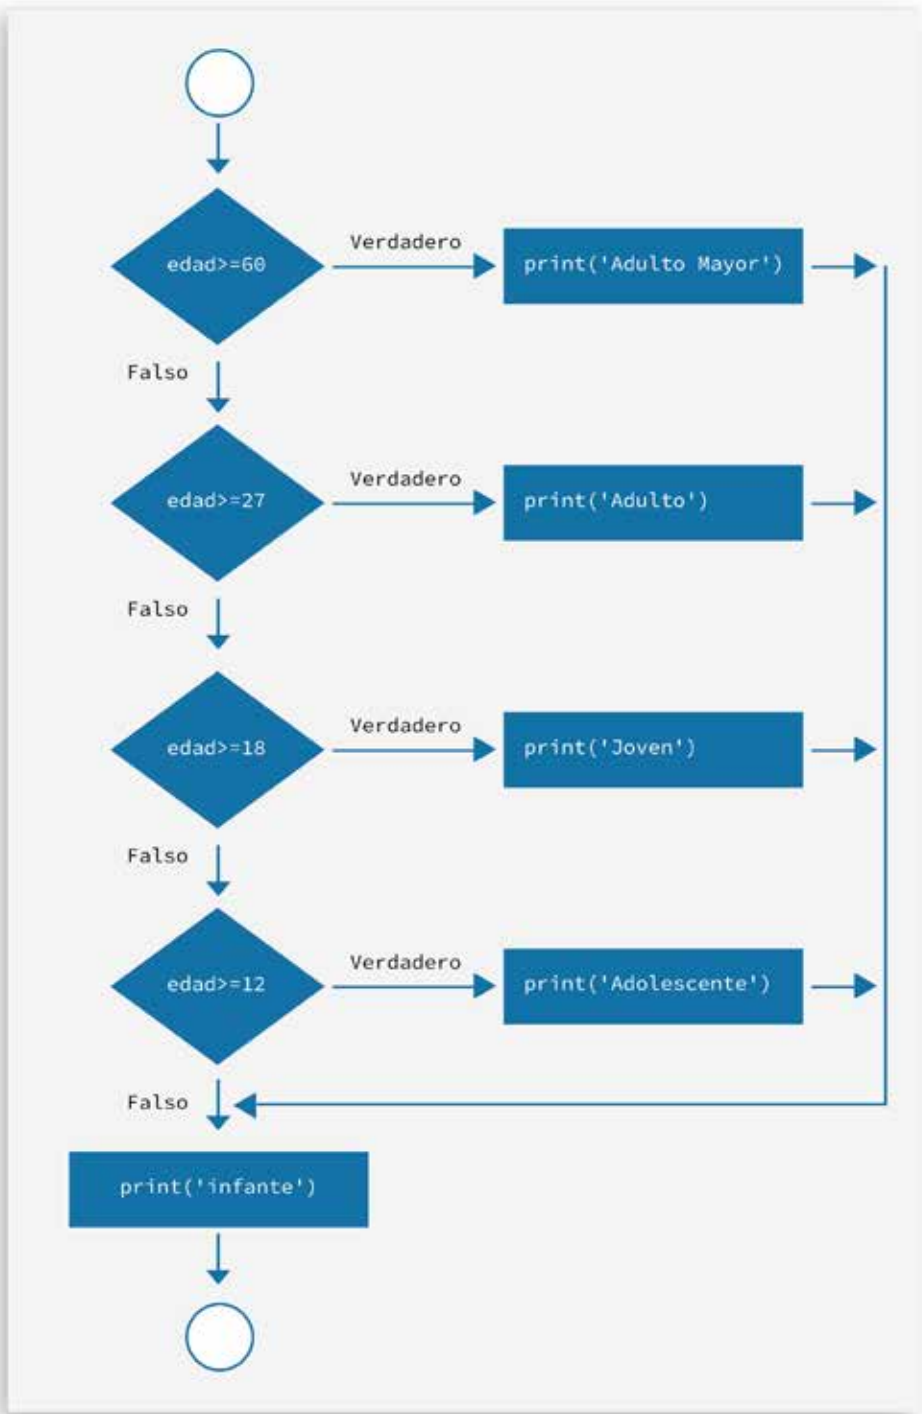 edad>=60
Verdadero
print('Adulto Mayor')
Falso
edad>=27
Verdadero
print('Adulto')
Falso
edad>=18
Verdadero
print('Joven')
Falso
edad>=12
Verdadero
print('Adolescente')
Falso
print('infante')